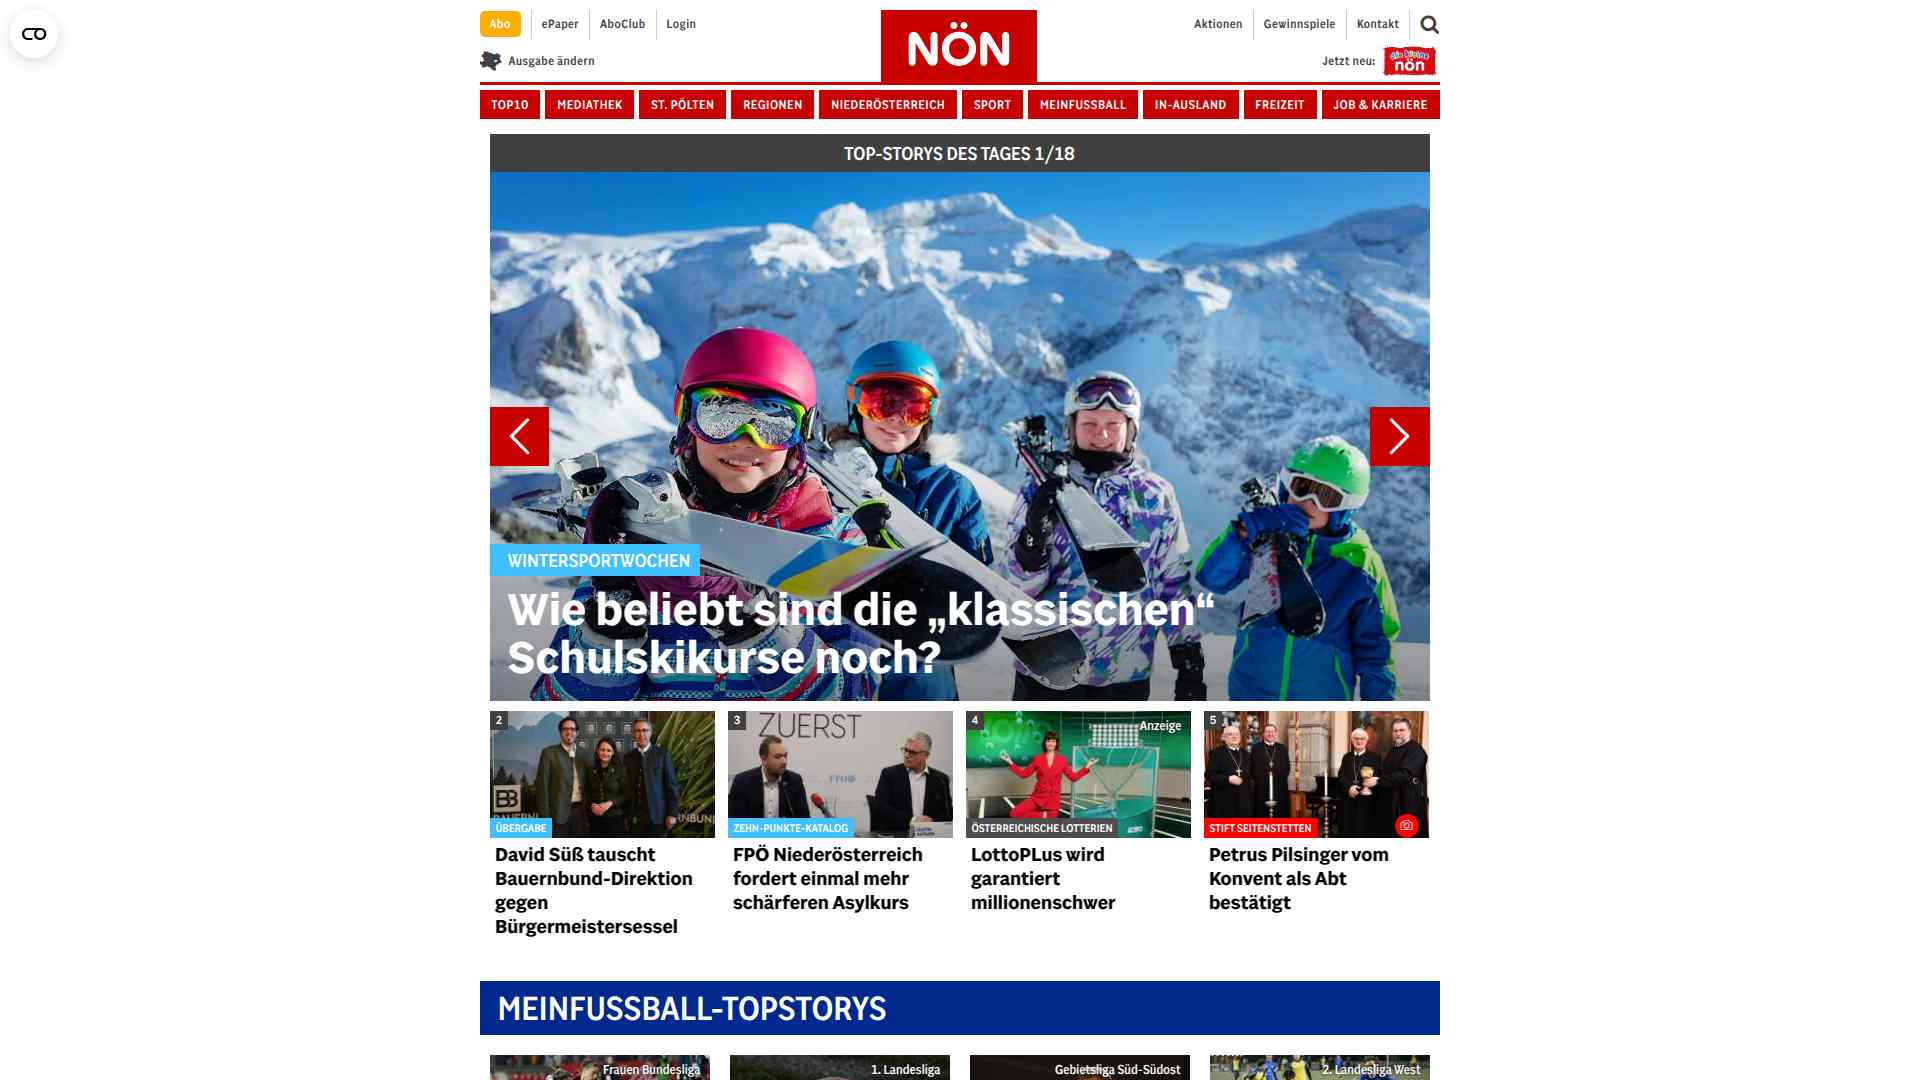 Abo
ePaper
AboClub
Login
NÖN
Aktionen
Gewinnspiele
Kontakt
Ausgabe ändern
Jetzt neu:
die kleine
nön
TOP10
MEDIATHEK
ST. PÖLTEN
REGIONEN
NIEDERÖSTERREICH
SPORT
MEINFUSSBALL
IN-AUSLAND
FREIZEIT
JOB & KARRIERE
TOP-STORYS DES TAGES 1/18
WINTERSPORTWOCHEN
Wie beliebt sind die „klassischen“
Schulskikurse noch?
2
ÜBERGABE
David Süß tauscht
Bauernbund-Direktion
gegen
Bürgermeistersessel
3
ZUERST
FPÖ
ZEHN-PUNKTE-KATALOG
FPÖ Niederösterreich
fordert einmal mehr
schärferen Asylkurs
4
Anzeige
ÖSTERREICHISCHE LOTTERIEN
LottoPLus wird
garantiert
millionenschwer
5
STIFT SEITENSTETTEN
Petrus Pilsinger vom
Konvent als Abt
bestätigt
MEINFUSSBALL-TOPSTORYS
Frauen Bundesliga
1. Landesliga
Gebietsliga Süd-Südost
2. Landesliga West